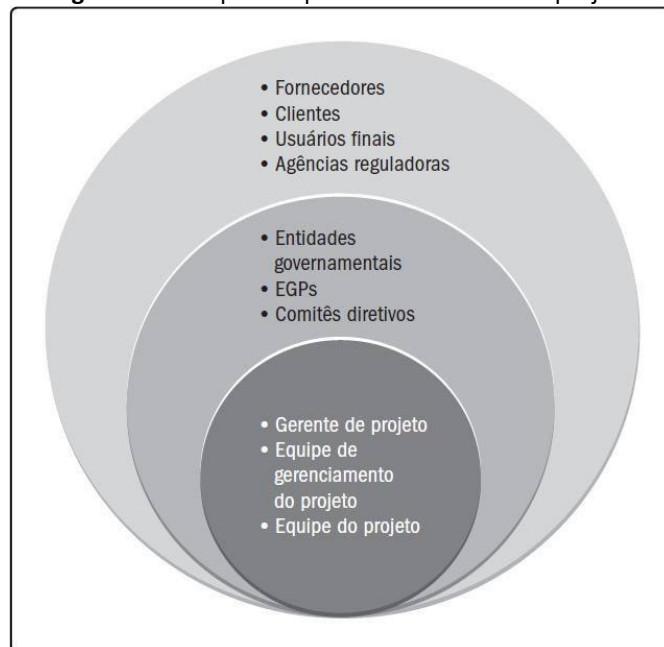 • Fornecedores
• Clientes
• Usuários finais
• Agências reguladoras
• Entidades
governamentais
• EGPs
• Comitês diretivos
• Gerente de projeto
• Equipe de
gerenciamento
do projeto
• Equipe do projeto